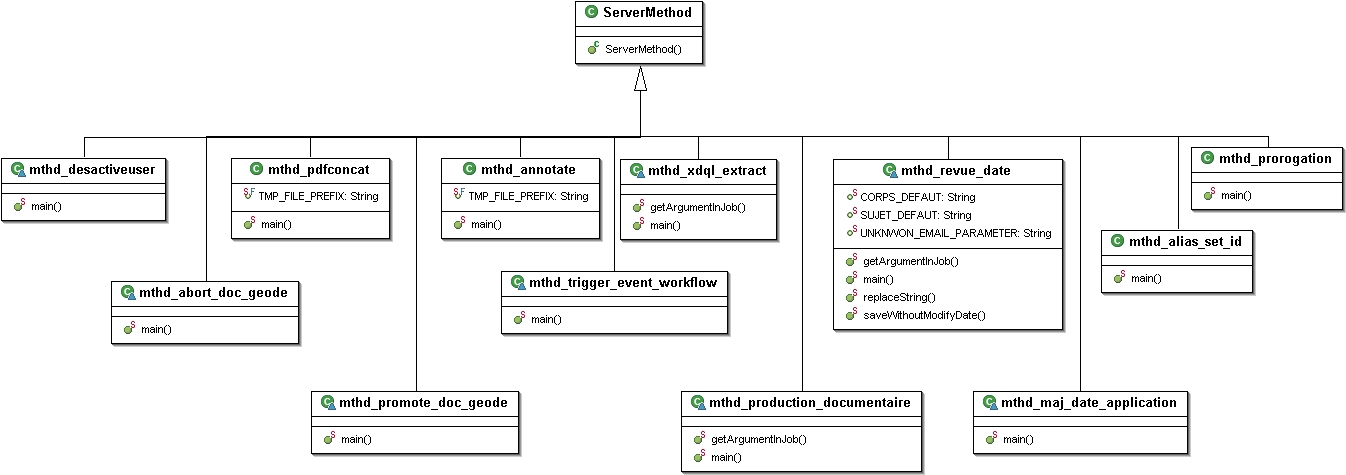 ServerMethod
ServerMethod()
mthd_desactiveuser
main()
mthd_pdfconcat
TMP_FILE_PREFIX: String
main()
mthd_annotate
TMP_FILE_PREFIX: String
main()
mthd_xdql_extract
getArgumentInJob()
main()
mthd_revue_date
CORPS_DEFAUT: String
SUJET_DEFAUT: String
UNKNWON_EMAIL_PARAMETER: String
getArgumentInJob()
main()
replaceString()
saveWithoutModifyDate()
mthd_prorogation
main()
mthd_alias_set_id
main()
mthd_abort_doc_geode
main()
mthd_trigger_event_workflow
main()
mthd_promote_doc_geode
main()
mthd_production_documentaire
getArgumentInJob()
main()
mthd_maj_date_application
main()